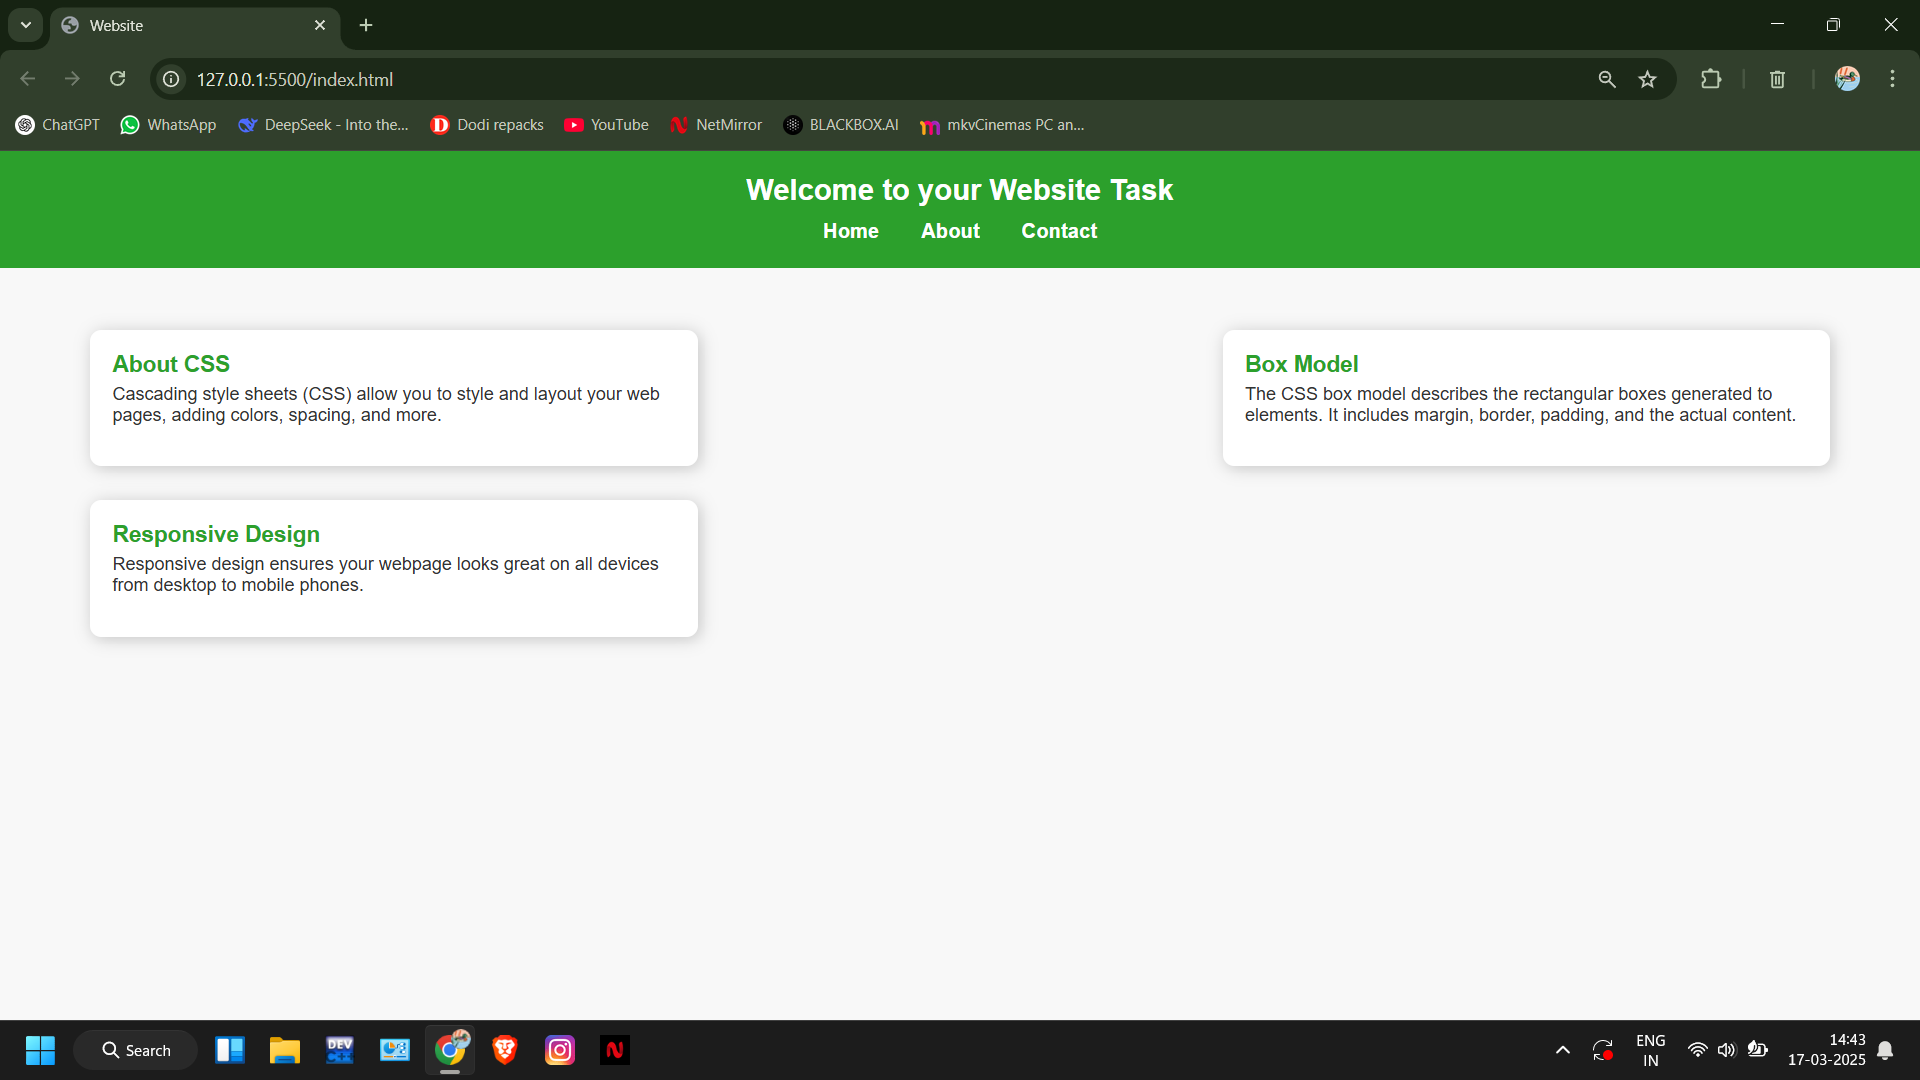 Website
127.0.0.1:5500/index.html
ChatGPT
WhatsApp
DeepSeek - Into the...
Dodi repacks
YouTube
NetMirror
BLACKBOX.AI
mkvCinemas PC an...
Welcome to your Website Task
Home About Contact
About CSS
Cascading style sheets (CSS) allow you to style and layout your web
pages, adding colors, spacing, and more.
Box Model
The CSS box model describes the rectangular boxes generated to
elements. It includes margin, border, padding, and the actual content.
Responsive Design
Responsive design ensures your webpage looks great on all devices
from desktop to mobile phones.
Search
DEV
C++
ENG
IN
14:43
17-03-2025